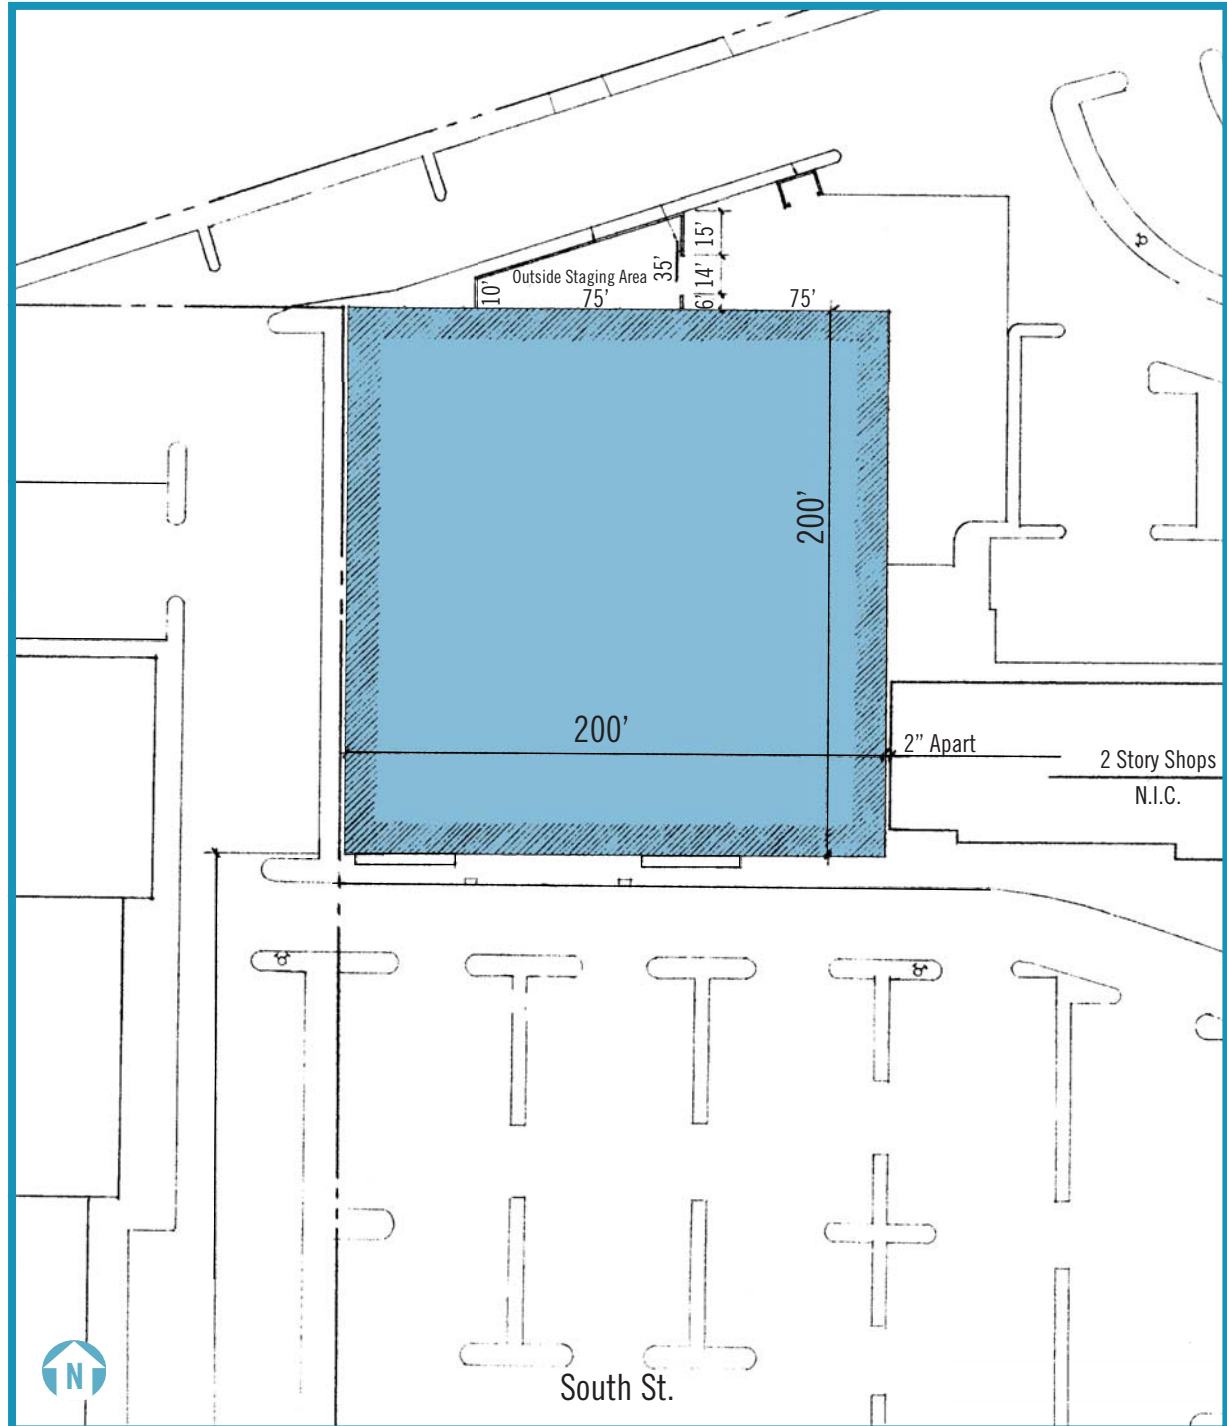 15'
14'
6'
35'
Outside Staging Area
10'
75'
75'
200'
200'
2” Apart
2 Story Shops
N.I.C.
N
South St.